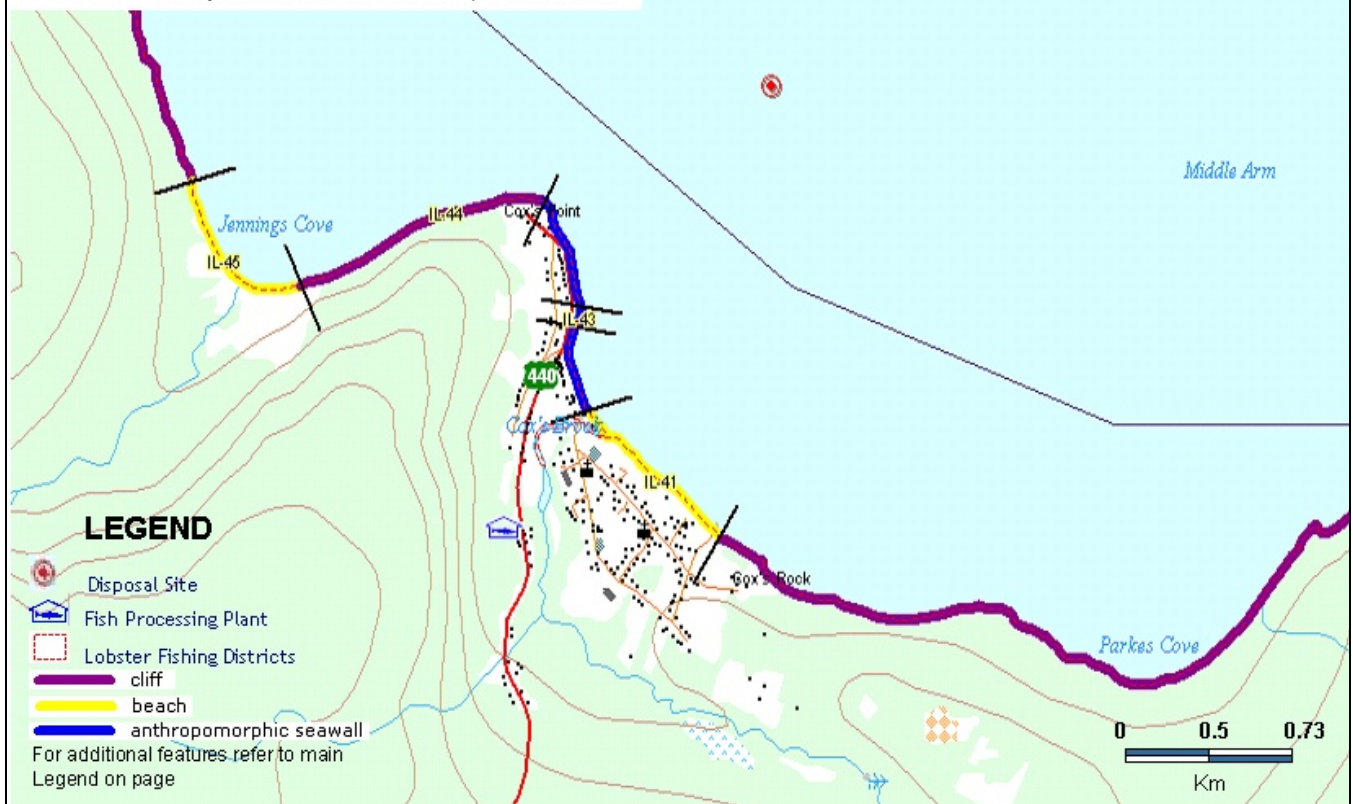 Middle Arm
IL-44
Cox's Point
Jennings Cove
IL-45
IL-43
440
Cox's Brook
IL-41
LEGEND
Cox's Rock
Disposal Site
Fish Processing Plant
Parkes Cove
Lobster Fishing Districts
cliff
beach
anthropomorphic seawall
0 0.5 0.73
Km
For additional features refer to main
Legend on page